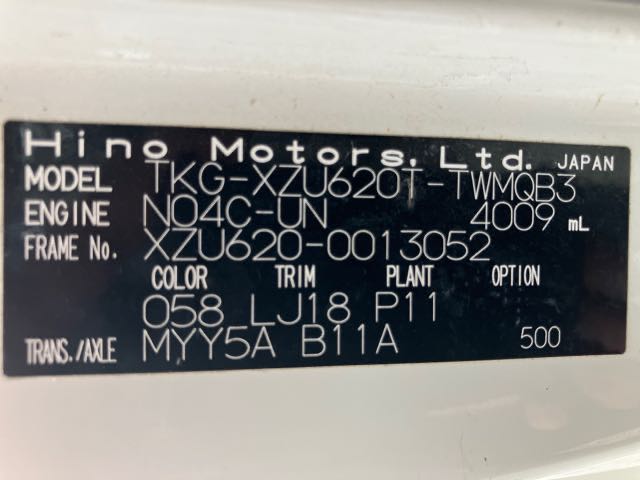 Hino Motors, Ltd. JAPAN
MODEL TKG-XZU620T-TWMQB3
ENGINE N04C-UN 4009 mL
FRAME No. XZU620-0013052
COLOR TRIM PLANT OPTION
058 LJ18 P11
TRANS./AXLE MYY5A B11A 500